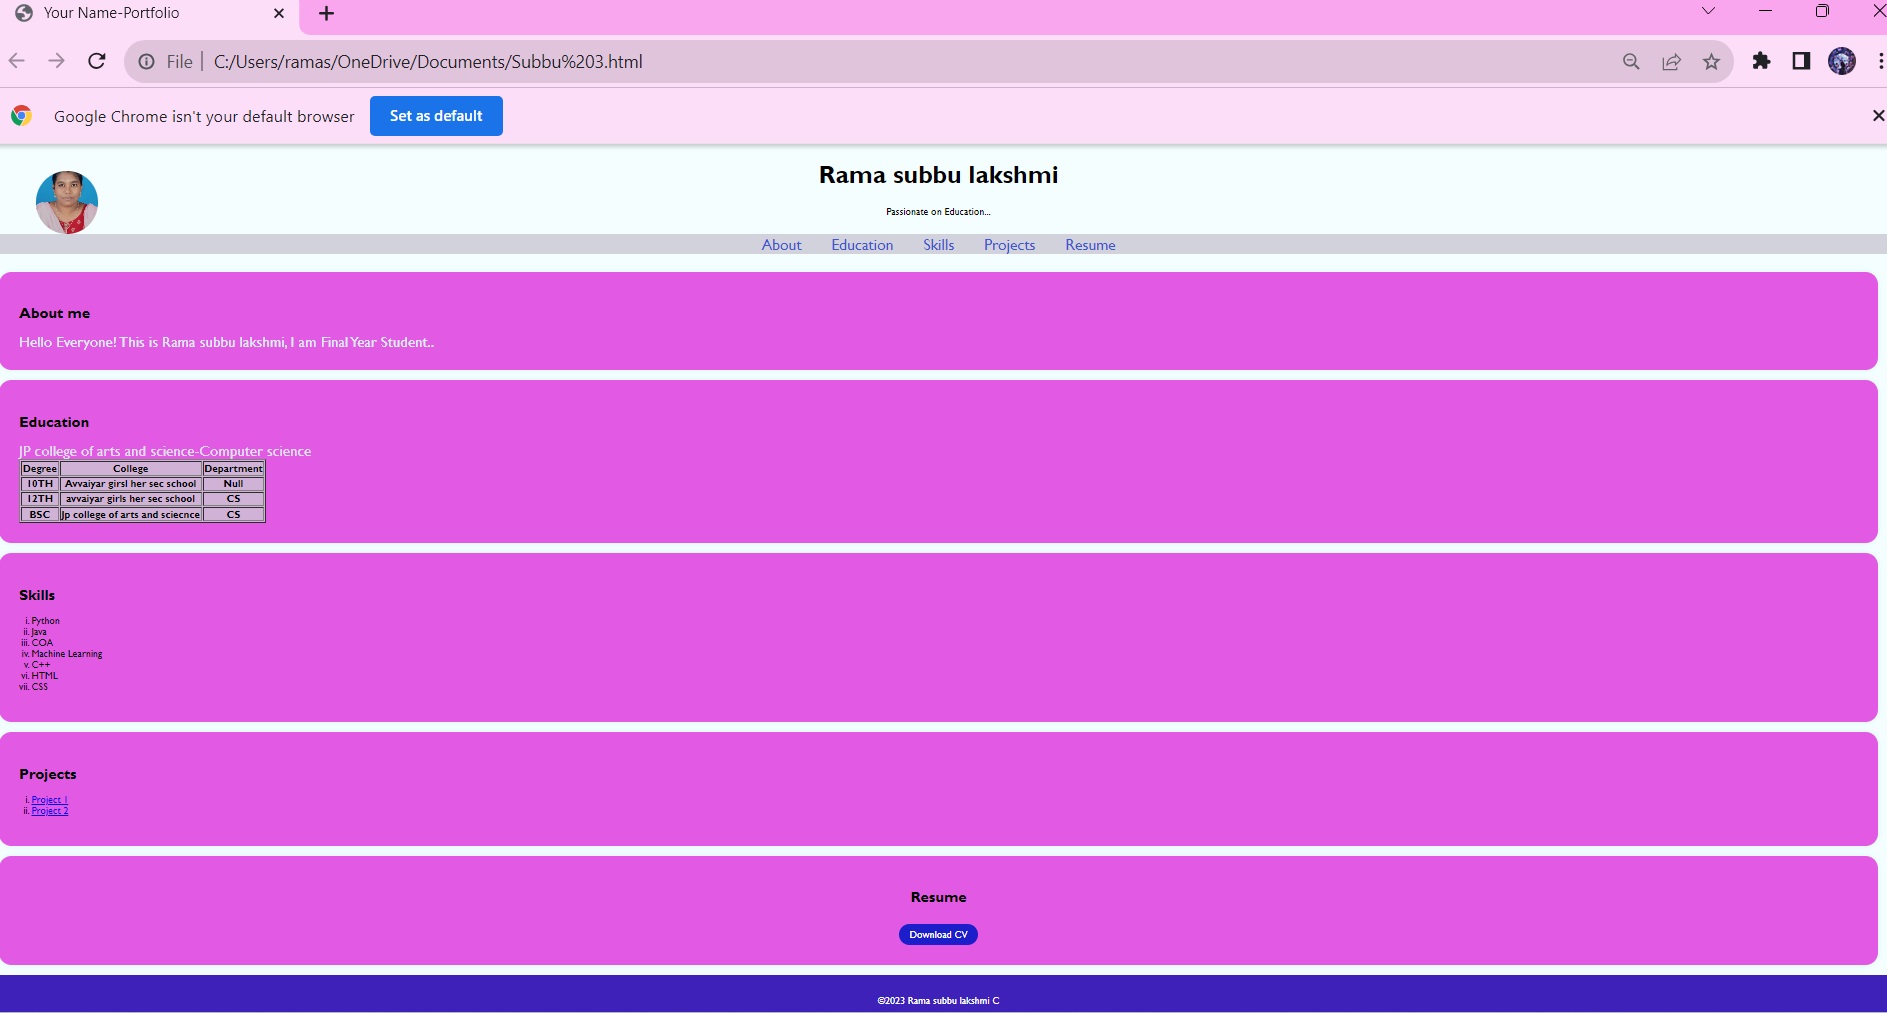 Your Name-Portfolio
File | C:/Users/ramas/OneDrive/Documents/Subbu%203.html
Google Chrome isn't your default browser Set as default
Rama subbu lakshmi
Passionate on Education...
About Education Skills Projects Resume
About me
Hello Everyone! This is Rama subbu lakshmi, I am Final Year Student..
Education
JP college of arts and science-Computer science
Degree College Department
10TH Avvaiyar girsl her sec school Null
12TH avvaiyar girls her sec school CS
BSC Jp college of arts and sciecnce CS
Skills
i. Python
ii. Java
iii. COA
iv. Machine Learning
v. C++
vi. HTML
vii. CSS
Projects
i. Project 1
ii. Project 2
Resume
Download CV
©2023 Rama subbu lakshmi C